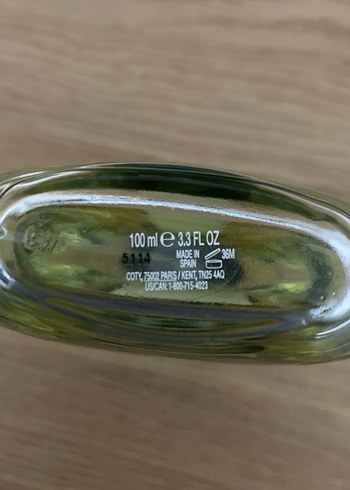 100 ml ℮ 3.3 FL OZ
5114 MADE IN SPAIN 36M
COTY, 75002 PARIS / KENT, TN25 4AQ
US/CAN: 1-800-715-4023